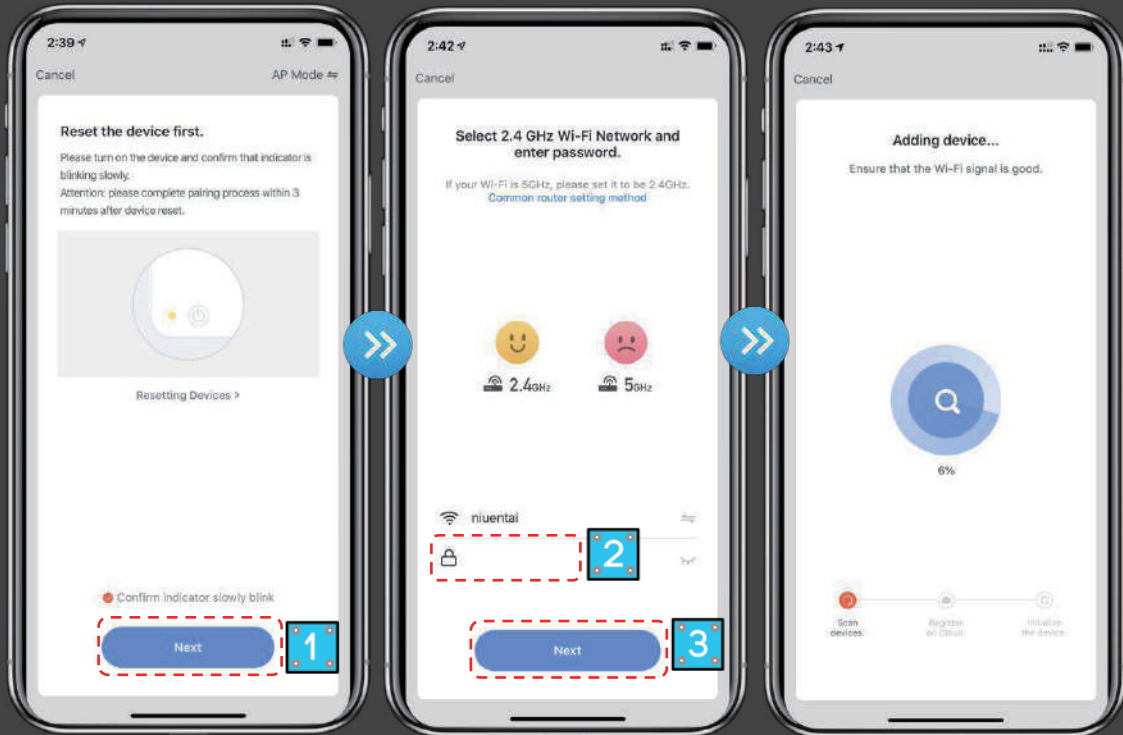 2:39
Cancel
AP Mode
Reset the device first.
Please turn on the device and confirm that indicator is
blinking slowly.
Attention: please complete pairing process within 3
minutes after device reset.
Resetting Devices >
Confirm indicator slowly blink
Next
1
2:42
Cancel
Select 2.4 GHz Wi-Fi Network and
enter password.
If your Wi-Fi is 5GHz, please set it to be 2.4GHz.
Common router setting method
2.4GHz
5GHz
niuentai
2
Next
3
2:43
Cancel
Adding device...
Ensure that the Wi-Fi signal is good.
6%
Scan
devices.
Register
on Cloud.
Initialize
the device.